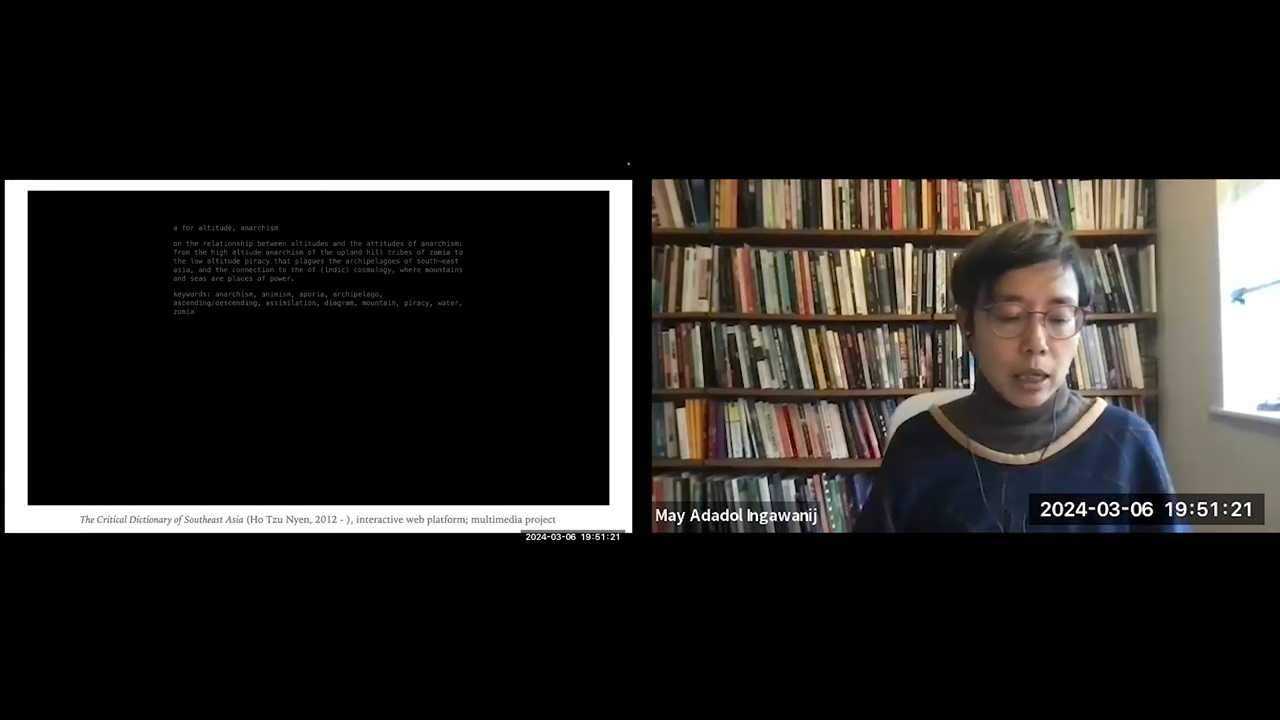 a for altitude, anarchism
on the relationship between altitudes and the attitudes of anarchism:
from the high altiude anarchism of the upland hill tribes of zomia to
the low altitude piracy that plagues the archipelagoes of south-east
asia, and the connection to the of (indic) cosmology, where mountains
and seas are places of power.
keywords: anarchism, animism, aporia, archipelago,
ascending/descending, assimilation, diagram, mountain, piracy, water,
zomia
The Critical Dictionary of Southeast Asia (Ho Tzu Nyen, 2012 - ), interactive web platform; multimedia project
2024-03-06 19:51:21
May Adadol Ingawanij
2024-03-06 19:51:21